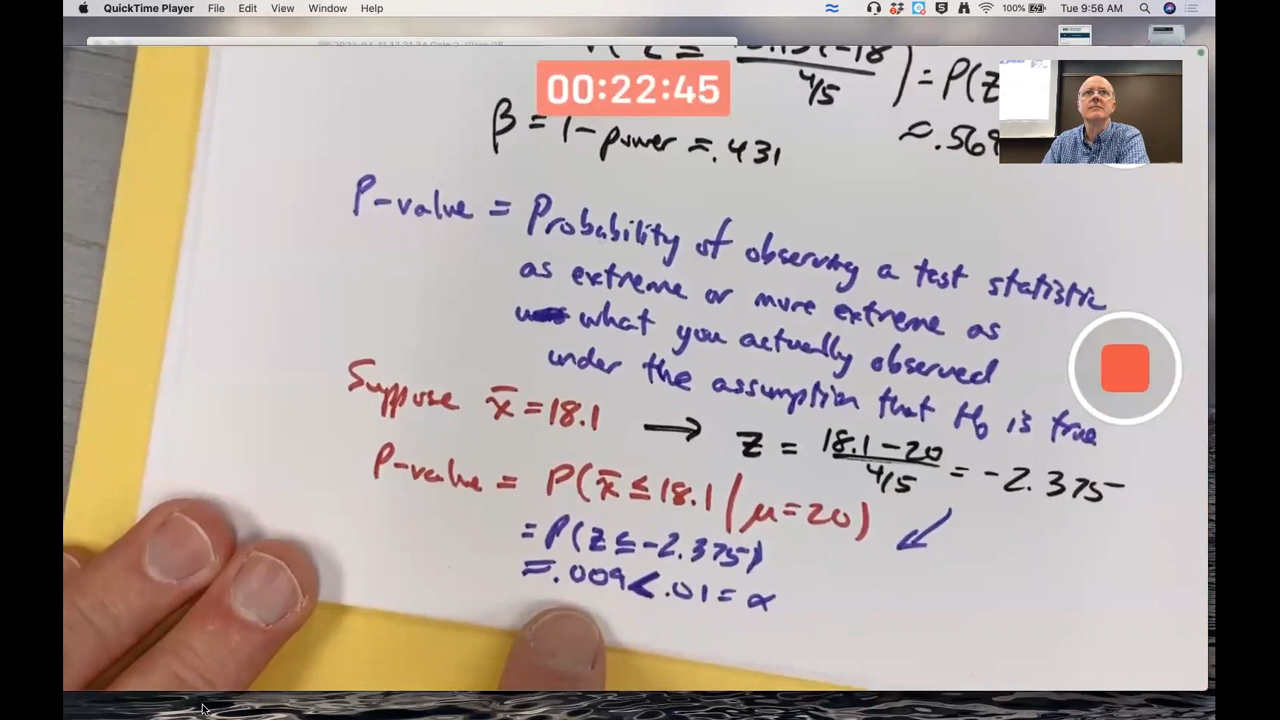 QuickTime Player File Edit View Window Help 100% Tue 9:56 AM
00:22:45
18
4/5
) = P(Z
β = 1 - power ≈ .431
≈ .569
P-value = Probability of observing a test statistic
as extreme or more extreme as
what you actually observed
under the assumption that H₀ is true
Suppose x̄ = 18.1 → z = (18.1 - 20)/(4/5) = -2.375
P-value = P(x̄ ≤ 18.1 | μ = 20)
= P(Z ≤ -2.375)
≈ .009 < .01 = α